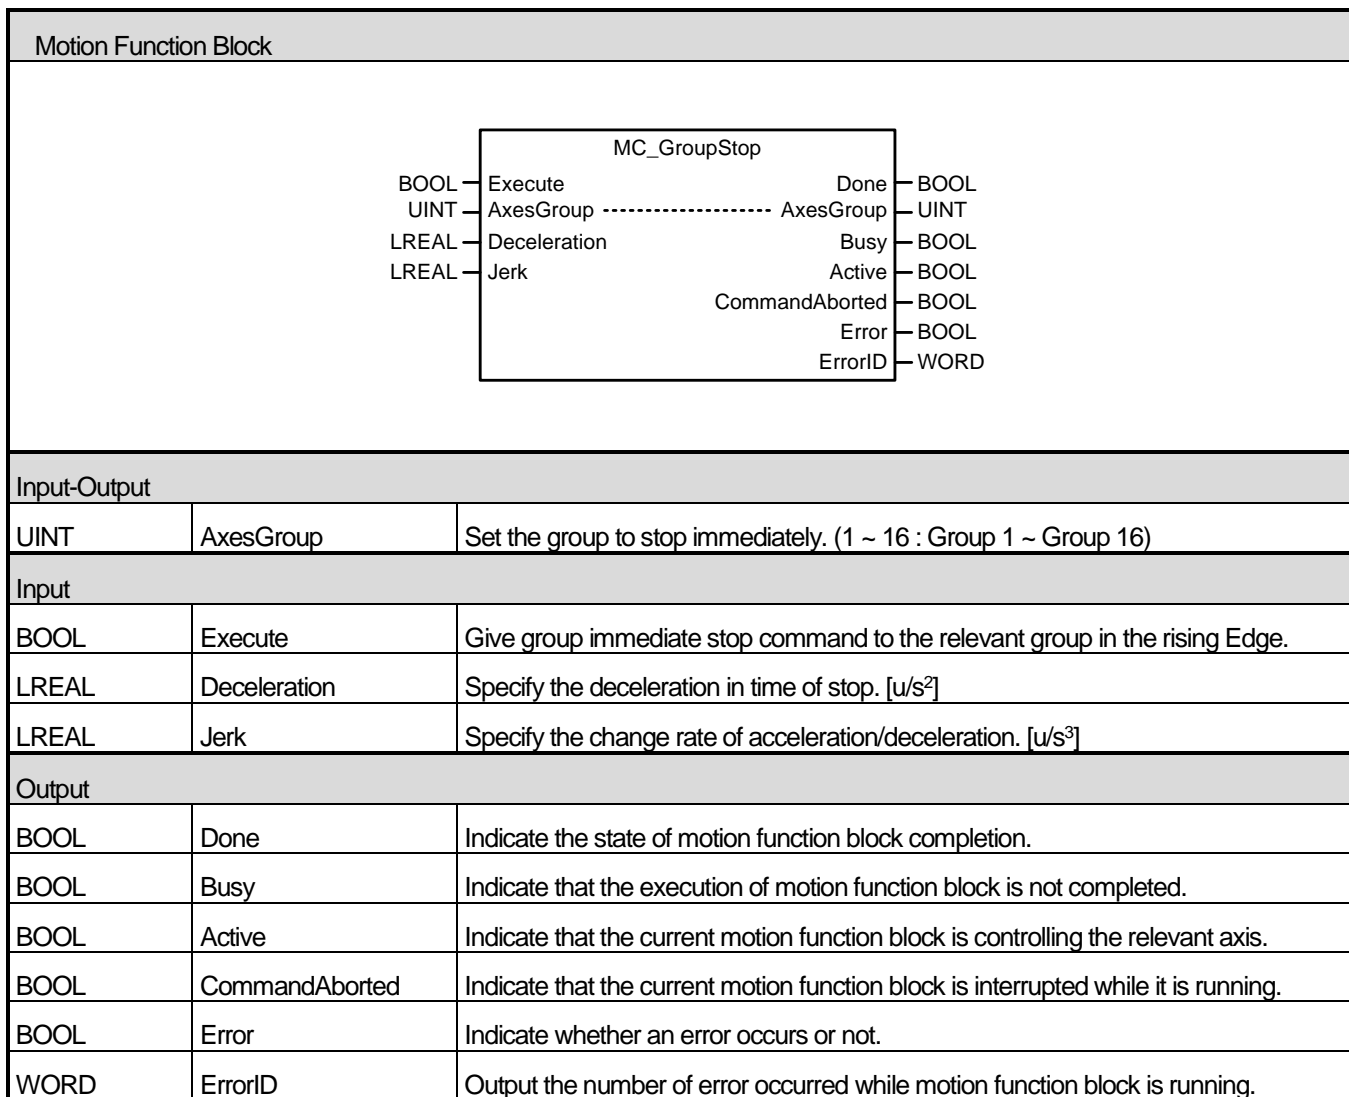 Motion Function Block
MC_GroupStop
BOOL Execute Done BOOL
UINT AxesGroup AxesGroup UINT
LREAL Deceleration Busy BOOL
LREAL Jerk Active BOOL
CommandAborted BOOL
Error BOOL
ErrorID WORD
Input-Output
UINT AxesGroup Set the group to stop immediately. (1 ~ 16 : Group 1 ~ Group 16)
Input
BOOL Execute Give group immediate stop command to the relevant group in the rising Edge.
LREAL Deceleration Specify the deceleration in time of stop. [u/s²]
LREAL Jerk Specify the change rate of acceleration/deceleration. [u/s³]
Output
BOOL Done Indicate the state of motion function block completion.
BOOL Busy Indicate that the execution of motion function block is not completed.
BOOL Active Indicate that the current motion function block is controlling the relevant axis.
BOOL CommandAborted Indicate that the current motion function block is interrupted while it is running.
BOOL Error Indicate whether an error occurs or not.
WORD ErrorID Output the number of error occurred while motion function block is running.